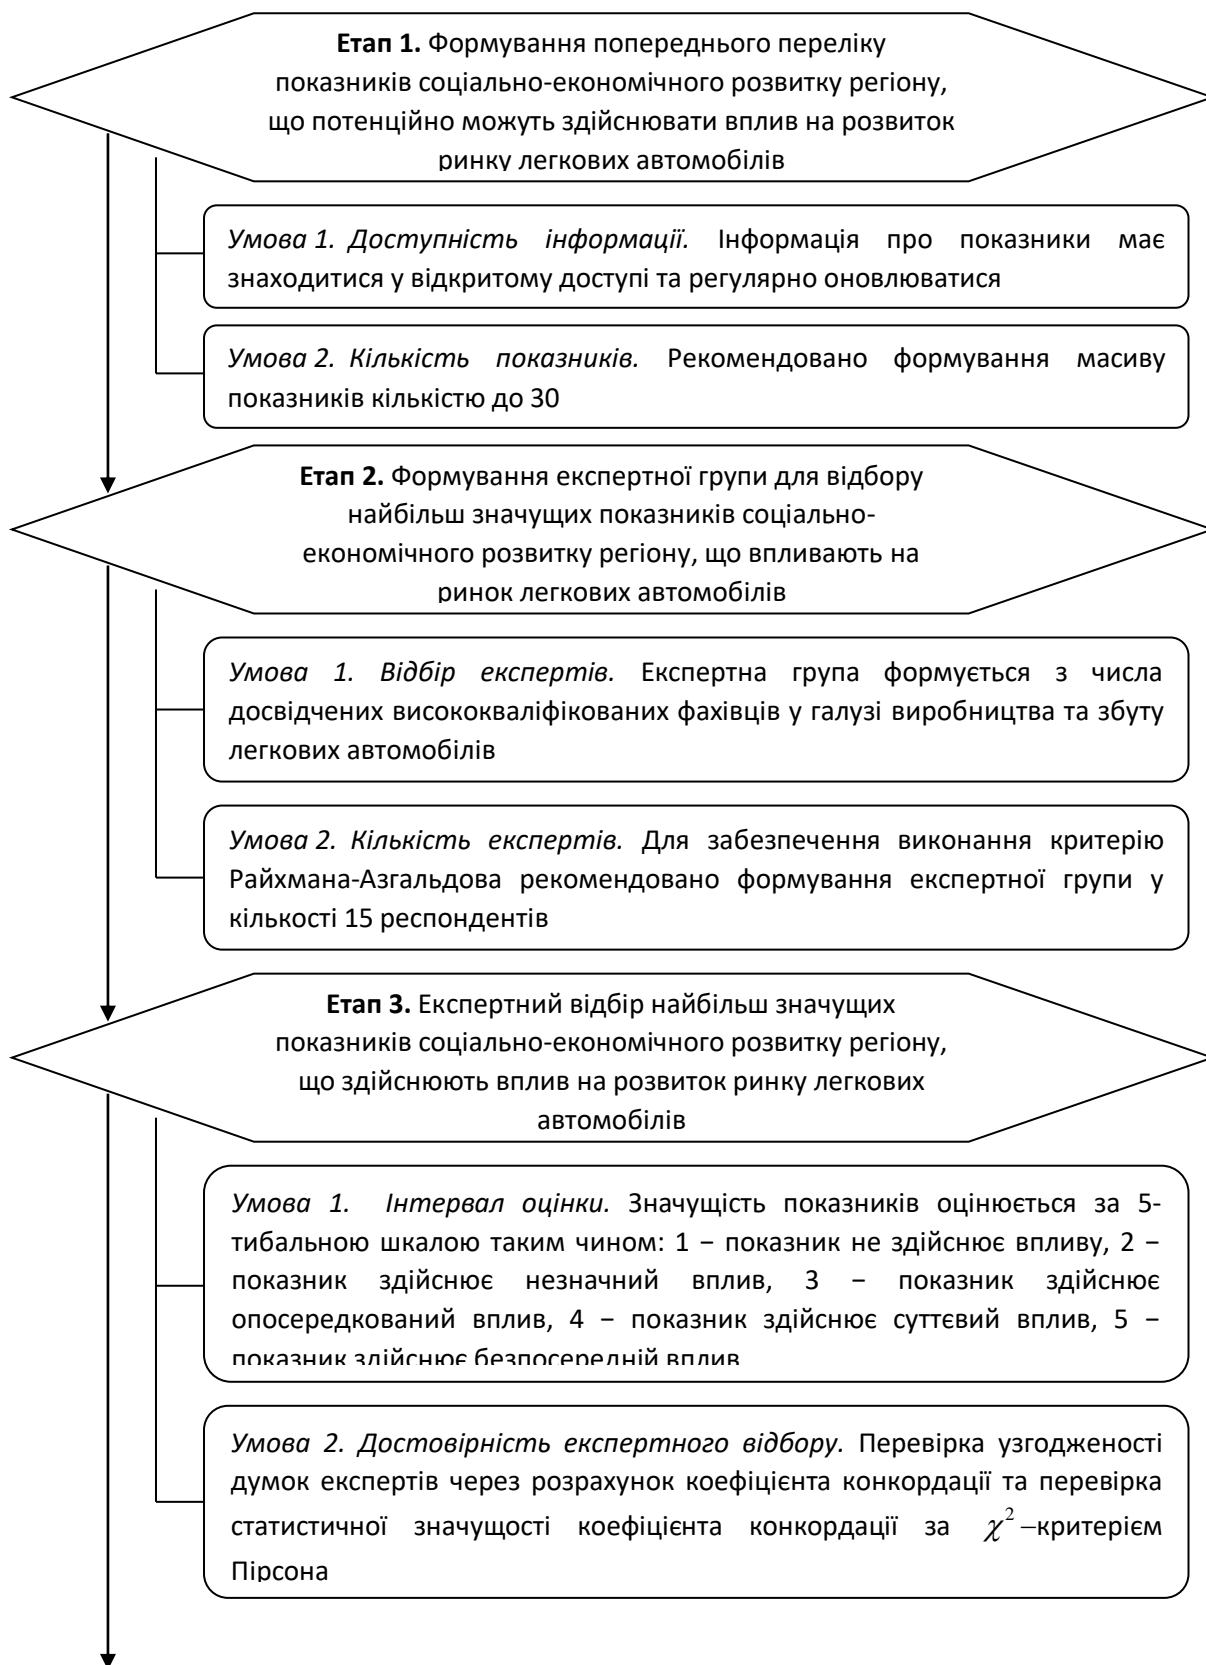 Етап 1. Формування попереднього переліку
показників соціально-економічного розвитку регіону,
що потенційно можуть здійснювати вплив на розвиток
ринку легкових автомобілів
Умова 1. Доступність інформації. Інформація про показники має
знаходитися у відкритому доступі та регулярно оновлюватися
Умова 2. Кількість показників. Рекомендовано формування масиву
показників кількістю до 30
Етап 2. Формування експертної групи для відбору
найбільш значущих показників соціально-
економічного розвитку регіону, що впливають на
ринок легкових автомобілів
Умова 1. Відбір експертів. Експертна група формується з числа
досвідчених висококваліфікованих фахівців у галузі виробництва та збуту
легкових автомобілів
Умова 2. Кількість експертів. Для забезпечення виконання критерію
Райхмана-Азгальдова рекомендовано формування експертної групи у
кількості 15 респондентів
Етап 3. Експертний відбір найбільш значущих
показників соціально-економічного розвитку регіону,
що здійснюють вплив на розвиток ринку легкових
автомобілів
Умова 1. Інтервал оцінки. Значущість показників оцінюється за 5-
тибальною шкалою таким чином: 1 – показник не здійснює впливу, 2 –
показник здійснює незначний вплив, 3 – показник здійснює
опосередкований вплив, 4 – показник здійснює суттєвий вплив, 5 –
показник здійснює безпосередній вплив
Умова 2. Достовірність експертного відбору. Перевірка узгодженості
думок експертів через розрахунок коефіцієнта конкордації та перевірка
статистичної значущості коефіцієнта конкордації за χ² –критерієм
Пірсона